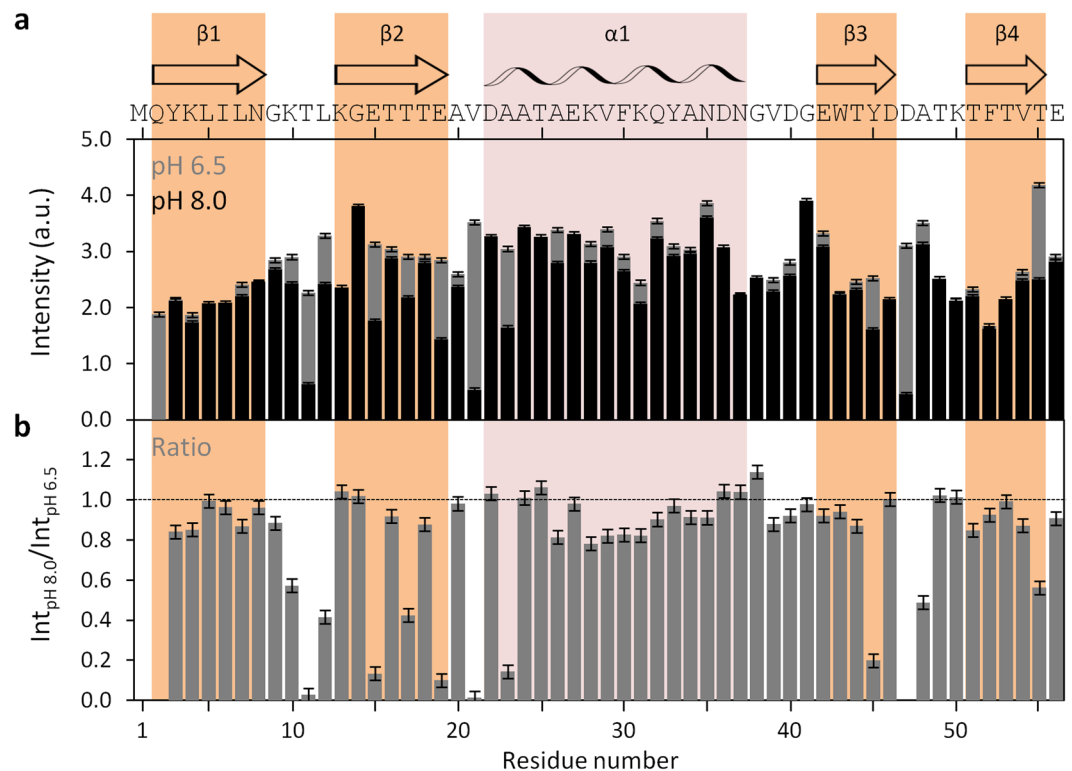 a
β1 β2 α1 β3 β4
MQYKLILNGKTLKGETTTEAVDAATAEKVFKQYANDNGVDGEWTYDDATKTFTVTE
5.0
pH 6.5
pH 8.0
4.0
3.0
2.0
1.0
0.0
Intensity (a.u.)
b
Ratio
1.2
1.0
0.8
0.6
0.4
0.2
0.0
Int pH 8.0/Int pH 6.5
1 10 20 30 40 50
Residue number